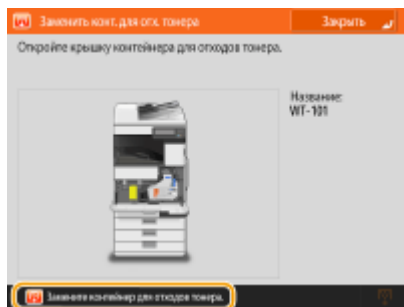 Заменить конт. для отх. тонера
Закрыть
Откройте крышку контейнера для отходов тонера.
Название:
WT-101
Замените контейнер для отходов тонера.